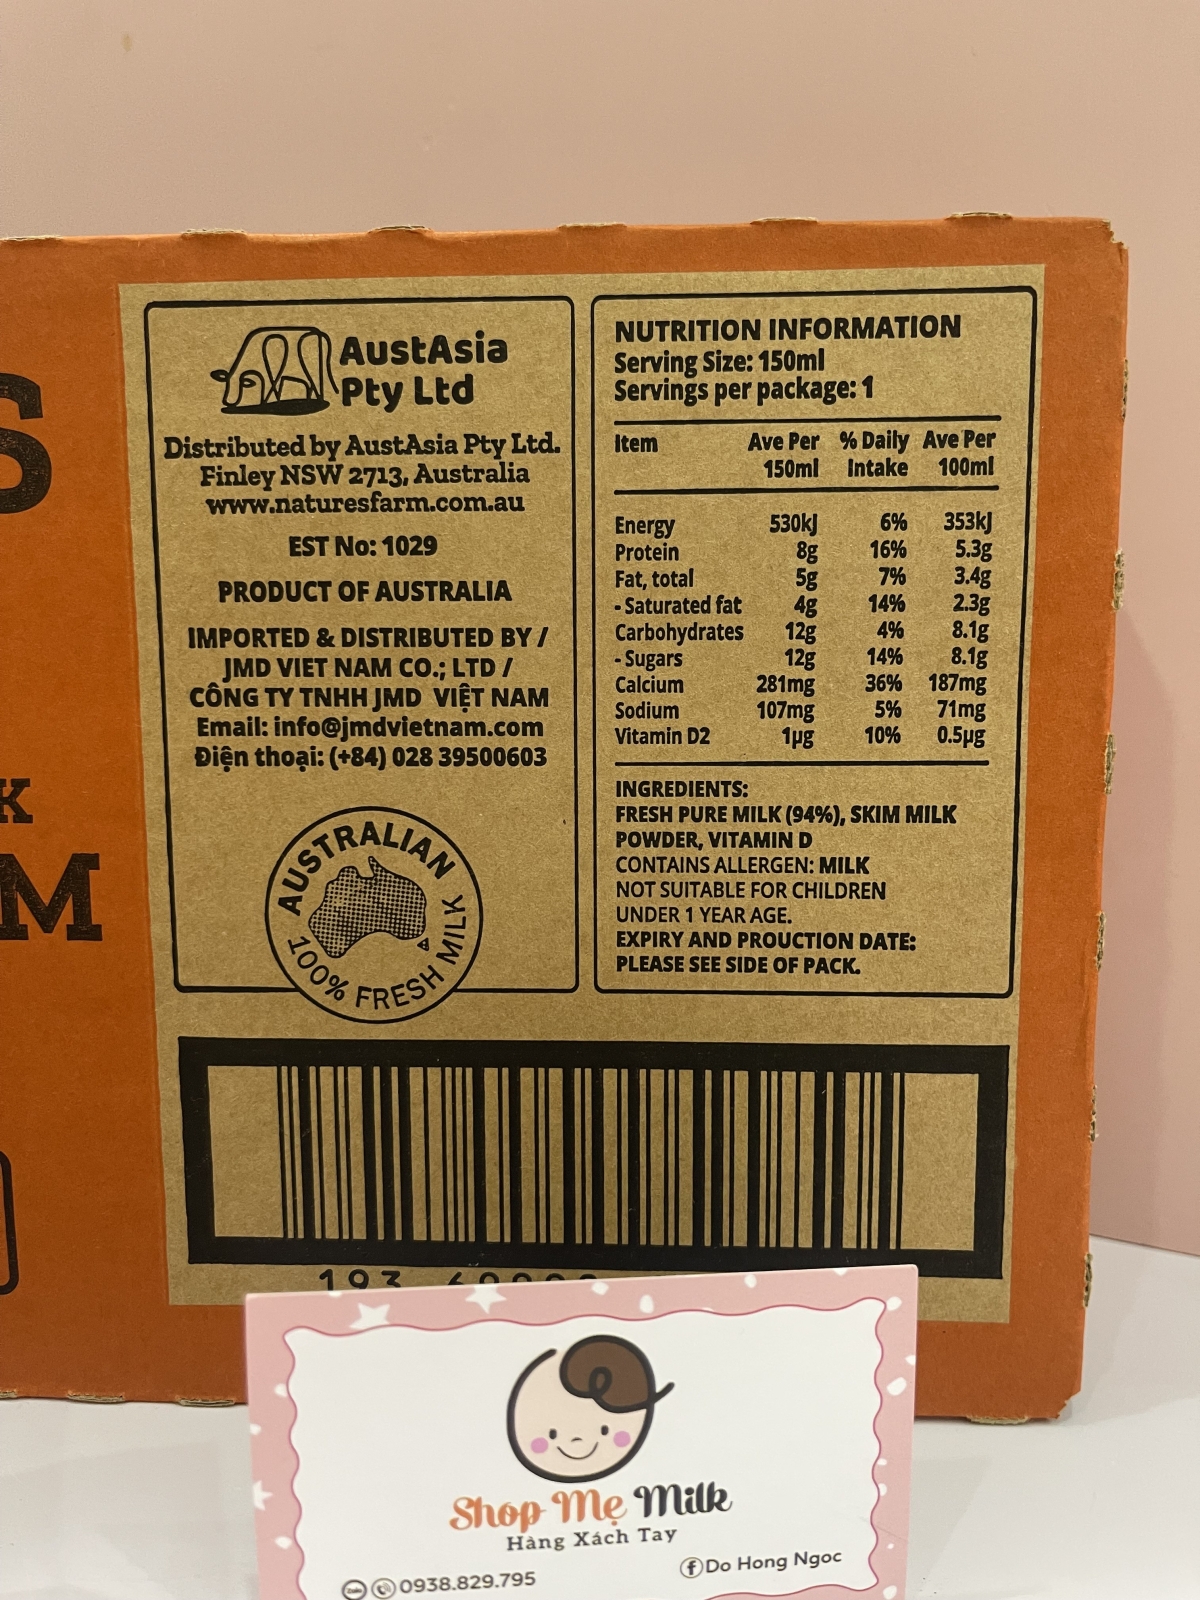 S
K
M
AustAsia
Pty Ltd
Distributed by AustAsia Pty Ltd.
Finley NSW 2713, Australia
www.naturesfarm.com.au
EST No: 1029
PRODUCT OF AUSTRALIA
IMPORTED & DISTRIBUTED BY /
JMD VIET NAM CO.; LTD /
CÔNG TY TNHH JMD VIỆT NAM
Email: info@jmdvietnam.com
Điện thoại: (+84) 028 39500603
AUSTRALIAN
100% FRESH MILK
NUTRITION INFORMATION
Serving Size: 150ml
Servings per package: 1
Item Ave Per 150ml % Daily Intake Ave Per 100ml
Energy 530kJ 6% 353kJ
Protein 8g 16% 5.3g
Fat, total 5g 7% 3.4g
- Saturated fat 4g 14% 2.3g
Carbohydrates 12g 4% 8.1g
- Sugars 12g 14% 8.1g
Calcium 281mg 36% 187mg
Sodium 107mg 5% 71mg
Vitamin D2 1µg 10% 0.5µg
INGREDIENTS:
FRESH PURE MILK (94%), SKIM MILK
POWDER, VITAMIN D
CONTAINS ALLERGEN: MILK
NOT SUITABLE FOR CHILDREN
UNDER 1 YEAR AGE.
EXPIRY AND PROUCTION DATE:
PLEASE SEE SIDE OF PACK.
193
Shop Mẹ Milk
Hàng Xách Tay
Zalo 0938.829.795
f Do Hong Ngoc